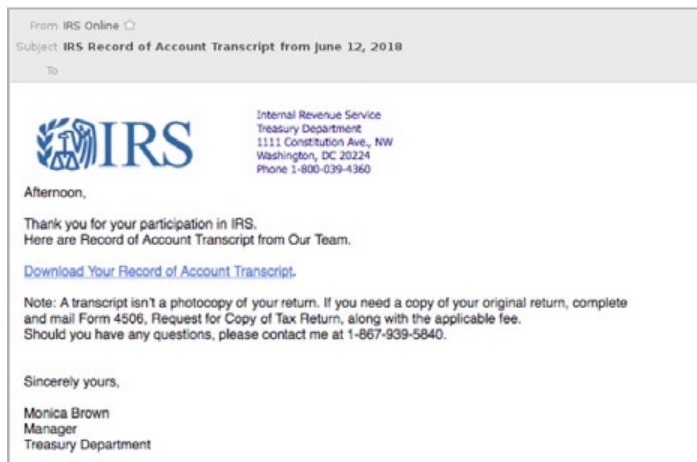 From IRS Online
Subject IRS Record of Account Transcript from June 12, 2018
To
IRS
Internal Revenue Service
Treasury Department
1111 Constitution Ave., NW
Washington, DC 20224
Phone 1-800-039-4360
Afternoon,
Thank you for your participation in IRS.
Here are Record of Account Transcript from Our Team.
Download Your Record of Account Transcript.
Note: A transcript isn't a photocopy of your return. If you need a copy of your original return, complete
and mail Form 4506, Request for Copy of Tax Return, along with the applicable fee.
Should you have any questions, please contact me at 1-867-939-5840.
Sincerely yours,
Monica Brown
Manager
Treasury Department